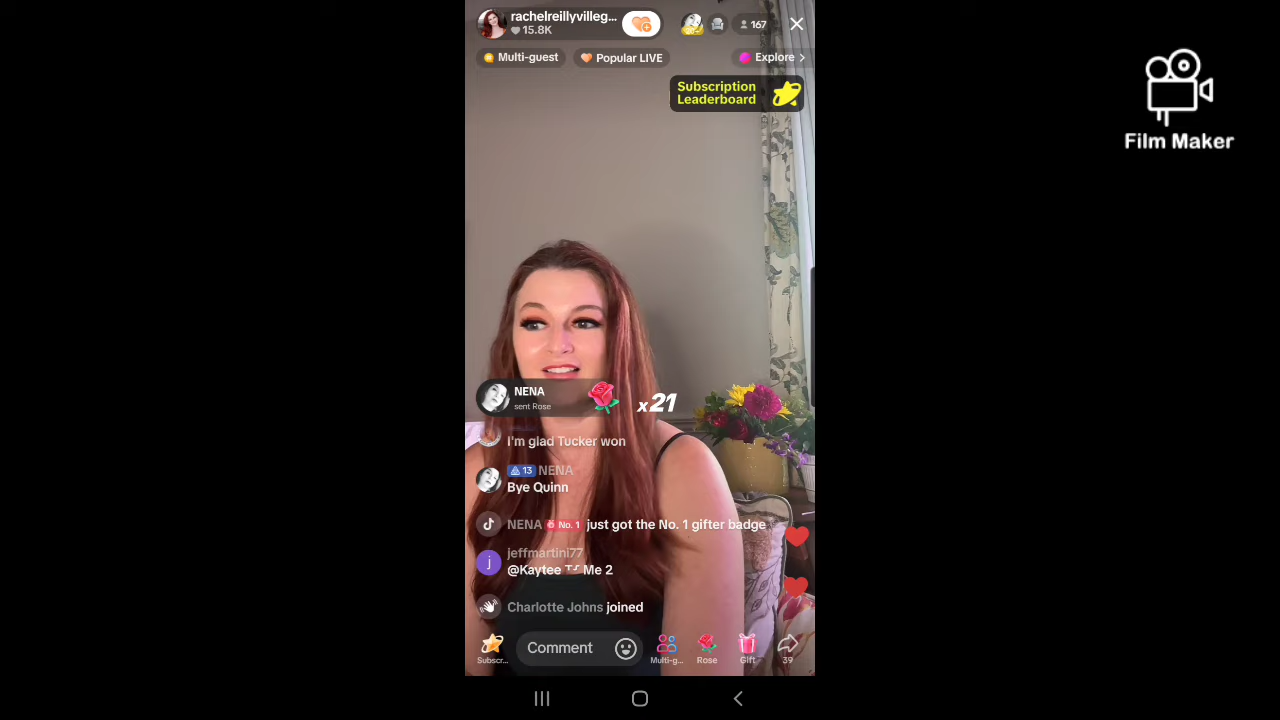 rachelreillyvilleg...
15.8K
167
Multi-guest
Popular LIVE
Explore >
Subscription
Leaderboard
Film Maker
NENA
sent Rose
x21
I'm glad Tucker won
13 NENA
Bye Quinn
NENA No. 1 just got the No. 1 gifter badge
jeffmartini77
@Kaytee Me 2
Charlotte Johns joined
Comment
Subscr...
Multi-g...
Rose
Gift
39